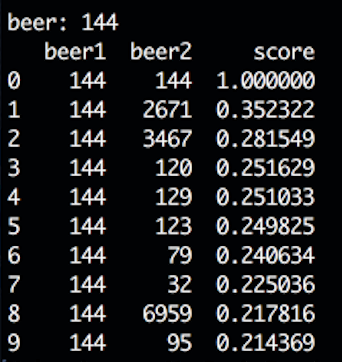 beer: 144
beer1 beer2 score
0 144 144 1.000000
1 144 2671 0.352322
2 144 3467 0.281549
3 144 120 0.251629
4 144 129 0.251033
5 144 123 0.249825
6 144 79 0.240634
7 144 32 0.225036
8 144 6959 0.217816
9 144 95 0.214369